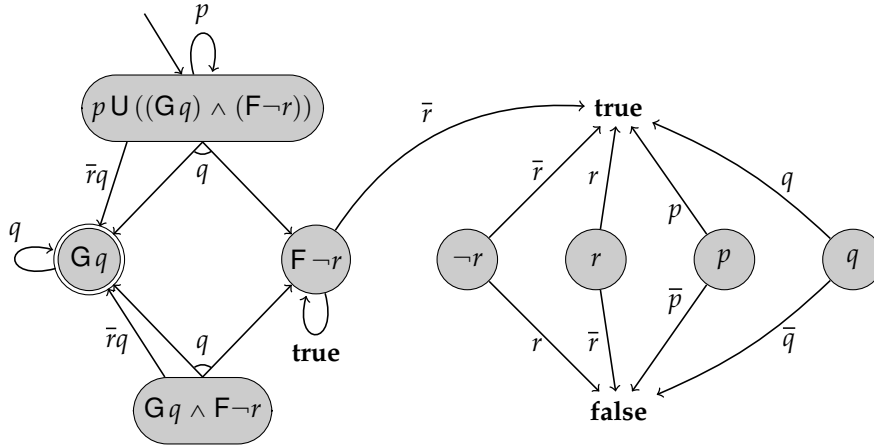 p
p U ((G q) ∧ (F¬r))
r̄ true
r̄q q r̄ r p q
q
G q F¬r ¬r r p q
r̄q q r r̄ p̄ q̄
true
G q ∧ F¬r false